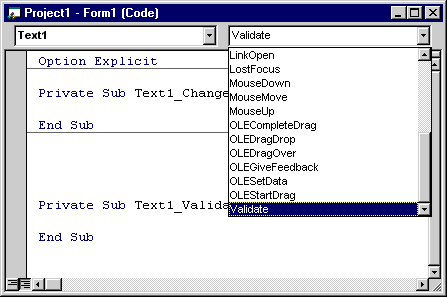 Project1 - Form1 (Code)
Text1
Validate
Option Explicit
Private Sub Text1_Change
End Sub
Private Sub Text1_Valida
End Sub
LinkOpen
LostFocus
MouseDown
MouseMove
MouseUp
OLECompleteDrag
OLEDragDrop
OLEDragOver
OLEGiveFeedback
OLESetData
OLEStartDrag
Validate